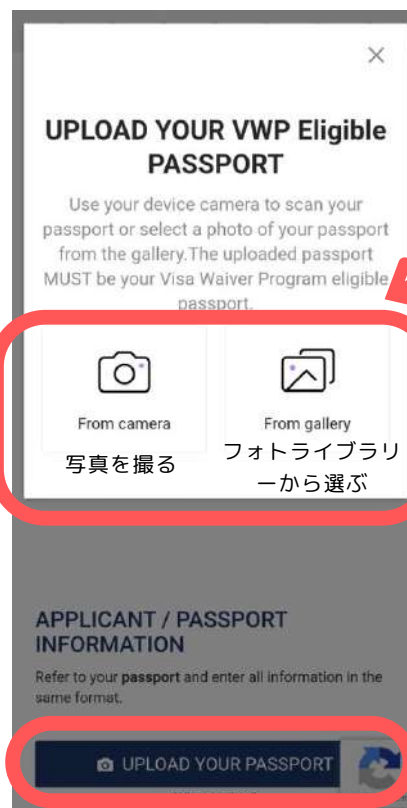 UPLOAD YOUR VWP Eligible
PASSPORT
Use your device camera to scan your
passport or select a photo of your passport
from the gallery.The uploaded passport
MUST be your Visa Waiver Program eligible
passport.
From camera
写真を撮る
From gallery
フォトライブラリ
ーから選ぶ
APPLICANT / PASSPORT
INFORMATION
Refer to your passport and enter all information in the
same format.
UPLOAD YOUR PASSPORT